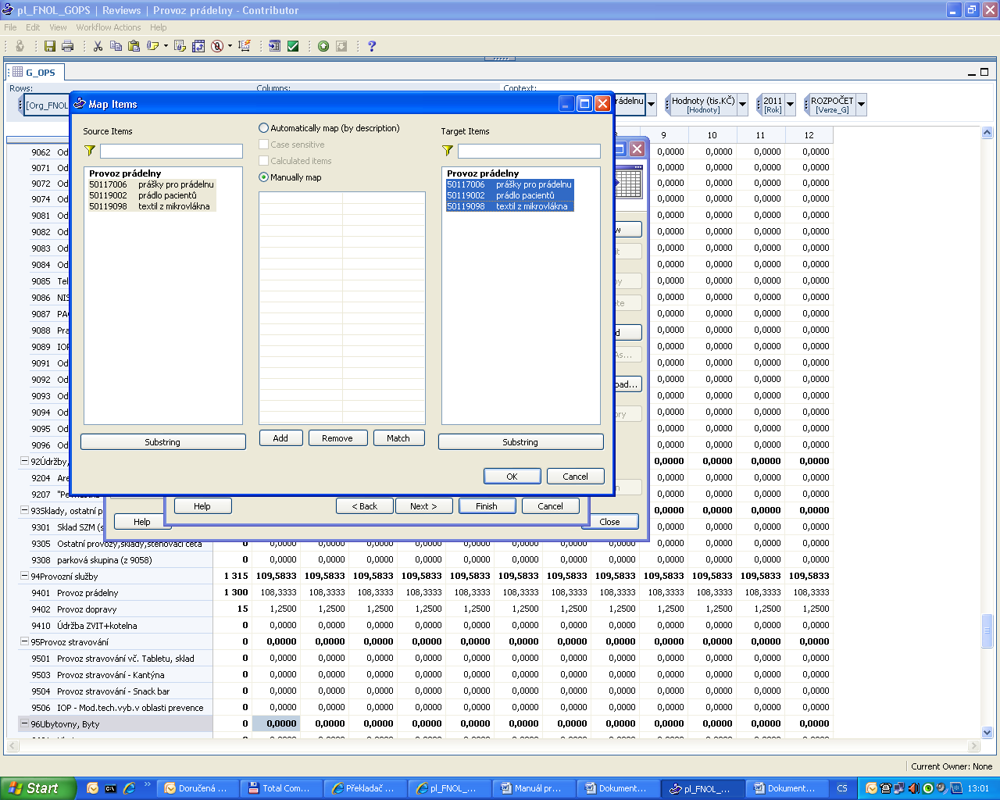 pl_FNOL_GOPS | Reviews | Provoz prádelny - Contributor
File Edit View Workflow Actions Help
G_OPS
Rows: Columns: Context:
[Org_FNOL rádelnu Hodnoty (tis.KČ) [Hodnoty] 2011 [Rok] ROZPOČET [Verze_G]
Map Items
Source Items
Automatically map (by description)
Case sensitive
Calculated items
Manually map
Target Items
Provoz prádelny
50117006 prášky pro prádelnu
50119002 prádlo pacientů
50119098 textil z mikrovlákna
Provoz prádelny
50117006 prášky pro prádelnu
50119002 prádlo pacientů
50119098 textil z mikrovlákna
Substring Add Remove Match Substring
OK Cancel
Help < Back Next > Finish Cancel
Help Close
9 10 11 12
9062 Od 0,0000 0,0000 0,0000 0,0000
9071 Od 0,0000 0,0000 0,0000 0,0000
9072 Od 0,0000 0,0000 0,0000 0,0000
9074 Od 0,0000 0,0000 0,0000 0,0000
9081 Od 0,0000 0,0000 0,0000 0,0000
9082 Od 0,0000 0,0000 0,0000 0,0000
9083 Od 0,0000 0,0000 0,0000 0,0000
9084 Od 0,0000 0,0000 0,0000 0,0000
9085 Tel 0,0000 0,0000 0,0000 0,0000
9086 NIS 0,0000 0,0000 0,0000 0,0000
9087 PA 0,0000 0,0000 0,0000 0,0000
9088 Pra 0,0000 0,0000 0,0000 0,0000
9089 IOP 0,0000 0,0000 0,0000 0,0000
9091 Od 0,0000 0,0000 0,0000 0,0000
9092 Od 0,0000 0,0000 0,0000 0,0000
9093 Od 0,0000 0,0000 0,0000 0,0000
9094 Od 0,0000 0,0000 0,0000 0,0000
9095 Od 0,0000 0,0000 0,0000 0,0000
9096 Od 0,0000 0,0000 0,0000 0,0000
92Údržby, 0,0000 0,0000 0,0000 0,0000
9204 Are 0,0000 0,0000 0,0000 0,0000
9207 0,0000 0,0000 0,0000 0,0000
93Sklady, ostatní p 0,0000 0,0000 0,0000 0,0000
9301 Sklad SZM (s 0,0000 0,0000 0,0000 0,0000
9305 Ostatní provozy,sklady,stěhovací četa 0 0,0000 0,0000 0,0000 0,0000 0,0000 0,0000 0,0000 0,0000 0,0000 0,0000 0,0000 0,0000
9308 parková skupina (z 9058) 0 0,0000 0,0000 0,0000 0,0000 0,0000 0,0000 0,0000 0,0000 0,0000 0,0000 0,0000 0,0000
94Provozní služby 1 315 109,5833 109,5833 109,5833 109,5833 109,5833 109,5833 109,5833 109,5833 109,5833 109,5833 109,5833 109,5833
9401 Provoz prádelny 1 300 108,3333 108,3333 108,3333 108,3333 108,3333 108,3333 108,3333 108,3333 108,3333 108,3333 108,3333 108,3333
9402 Provoz dopravy 15 1,2500 1,2500 1,2500 1,2500 1,2500 1,2500 1,2500 1,2500 1,2500 1,2500 1,2500 1,2500
9410 Údržba ZVIT+kotelna 0 0,0000 0,0000 0,0000 0,0000 0,0000 0,0000 0,0000 0,0000 0,0000 0,0000 0,0000 0,0000
95Provoz stravování 0 0,0000 0,0000 0,0000 0,0000 0,0000 0,0000 0,0000 0,0000 0,0000 0,0000 0,0000 0,0000
9501 Provoz stravování vč. Tabletu, sklad 0 0,0000 0,0000 0,0000 0,0000 0,0000 0,0000 0,0000 0,0000 0,0000 0,0000 0,0000 0,0000
9503 Provoz stravování - Kantýna 0 0,0000 0,0000 0,0000 0,0000 0,0000 0,0000 0,0000 0,0000 0,0000 0,0000 0,0000 0,0000
9504 Provoz stravování - Snack bar 0 0,0000 0,0000 0,0000 0,0000 0,0000 0,0000 0,0000 0,0000 0,0000 0,0000 0,0000 0,0000
9506 IOP - Mod.tech.vyb.v oblasti prevence 0 0,0000 0,0000 0,0000 0,0000 0,0000 0,0000 0,0000 0,0000 0,0000 0,0000 0,0000 0,0000
96Ubytovny, Byty 0 0,0000 0,0000 0,0000 0,0000 0,0000 0,0000 0,0000 0,0000 0,0000 0,0000 0,0000 0,0000
Current Owner: None
Start Doručená ... Total Com... Překladač ... pl_FNOL_... Manuál pr... Dokument... pl_FNOL_... Dokument... CS 13:01